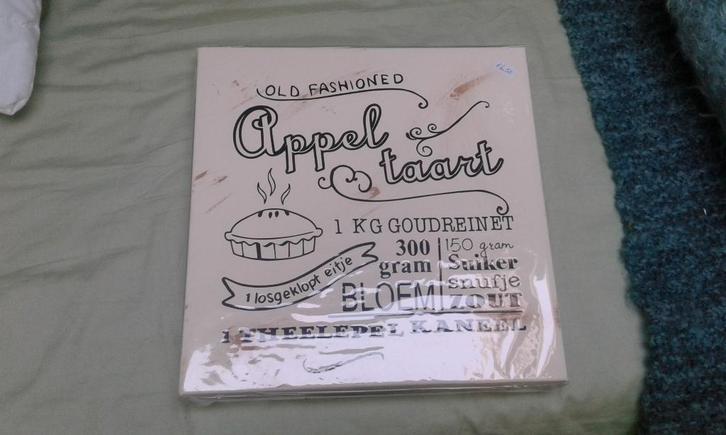 OLD FASHIONED
Appel
taart
1 KG GOUDREINET
300 gram BLOEM
150 gram Suiker
snufje ZOUT
1 losgeklopt eitje
1 THEELEPEL KANEEL